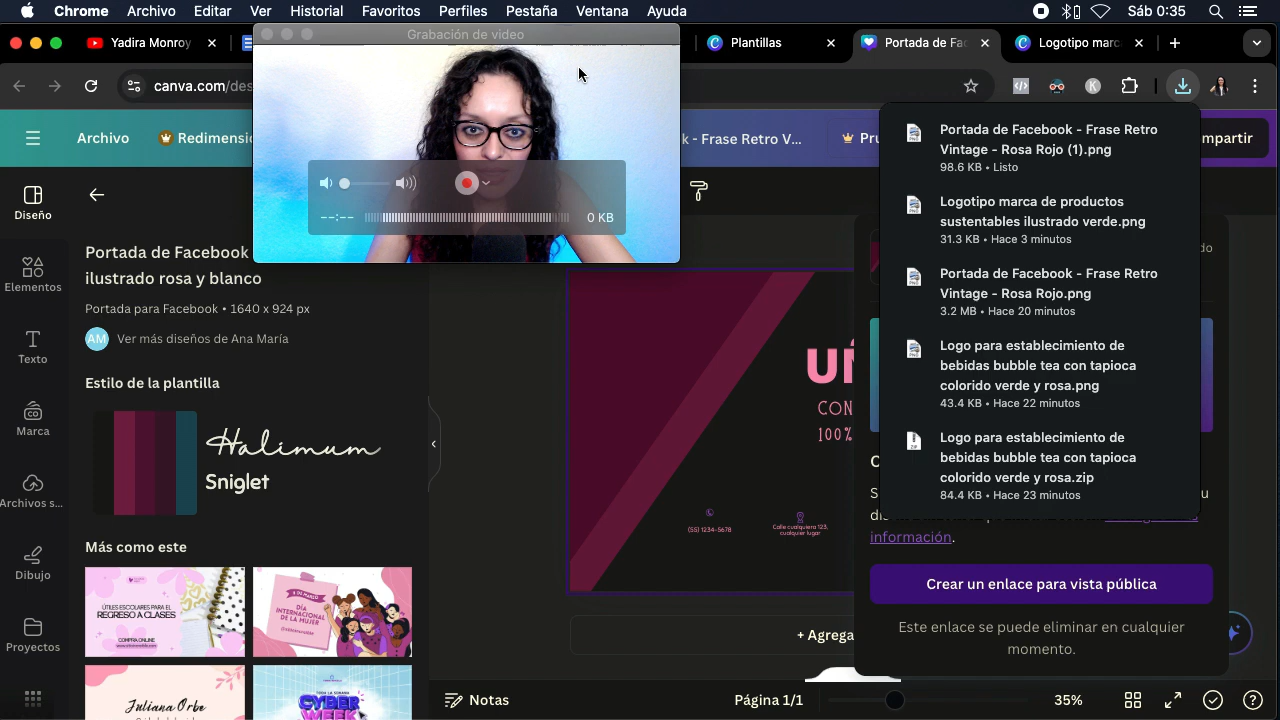 Chrome Archivo Editar Ver Historial Favoritos Perfiles Pestaña Ventana Ayuda Sáb 0:35
Grabación de video
Yadira Monroy
Plantillas
Portada de Fac
Logotipo marc
canva.com/des
Archivo
Redimensio
k - Frase Retro V...
Pru
mpartir
--:--
0 KB
Portada de Facebook - Frase Retro
Vintage - Rosa Rojo (1).png
98.6 KB • Listo
Logotipo marca de productos
sustentables ilustrado verde.png
31.3 KB • Hace 3 minutos
Portada de Facebook - Frase Retro
Vintage - Rosa Rojo.png
3.2 MB • Hace 20 minutos
Logo para establecimiento de
bebidas bubble tea con tapioca
colorido verde y rosa.png
43.4 KB • Hace 22 minutos
Logo para establecimiento de
bebidas bubble tea con tapioca
colorido verde y rosa.zip
84.4 KB • Hace 23 minutos
Diseño
Elementos
Texto
Marca
Archivos s...
Dibujo
Proyectos
Portada de Facebook
ilustrado rosa y blanco
Portada para Facebook • 1640 x 924 px
AM
Ver más diseños de Ana María
Estilo de la plantilla
Halimum
Sniglet
Más como este
ÚTILES ESCOLARES PARA EL
REGRESO A CLASES
COMPRA ONLINE
8 DE MARZO
DÍA
INTERNACIONAL
DE LA MUJER
Juliana Orbe
TODA LA SEMANA
CYBER
WEEK
CON
100%
(55) 1234-5678
Calle cualquiera 123,
cualquier lugar
información.
Crear un enlace para vista pública
Este enlace se puede eliminar en cualquier
momento.
+ Agrega
Notas
Página 1/1
35%